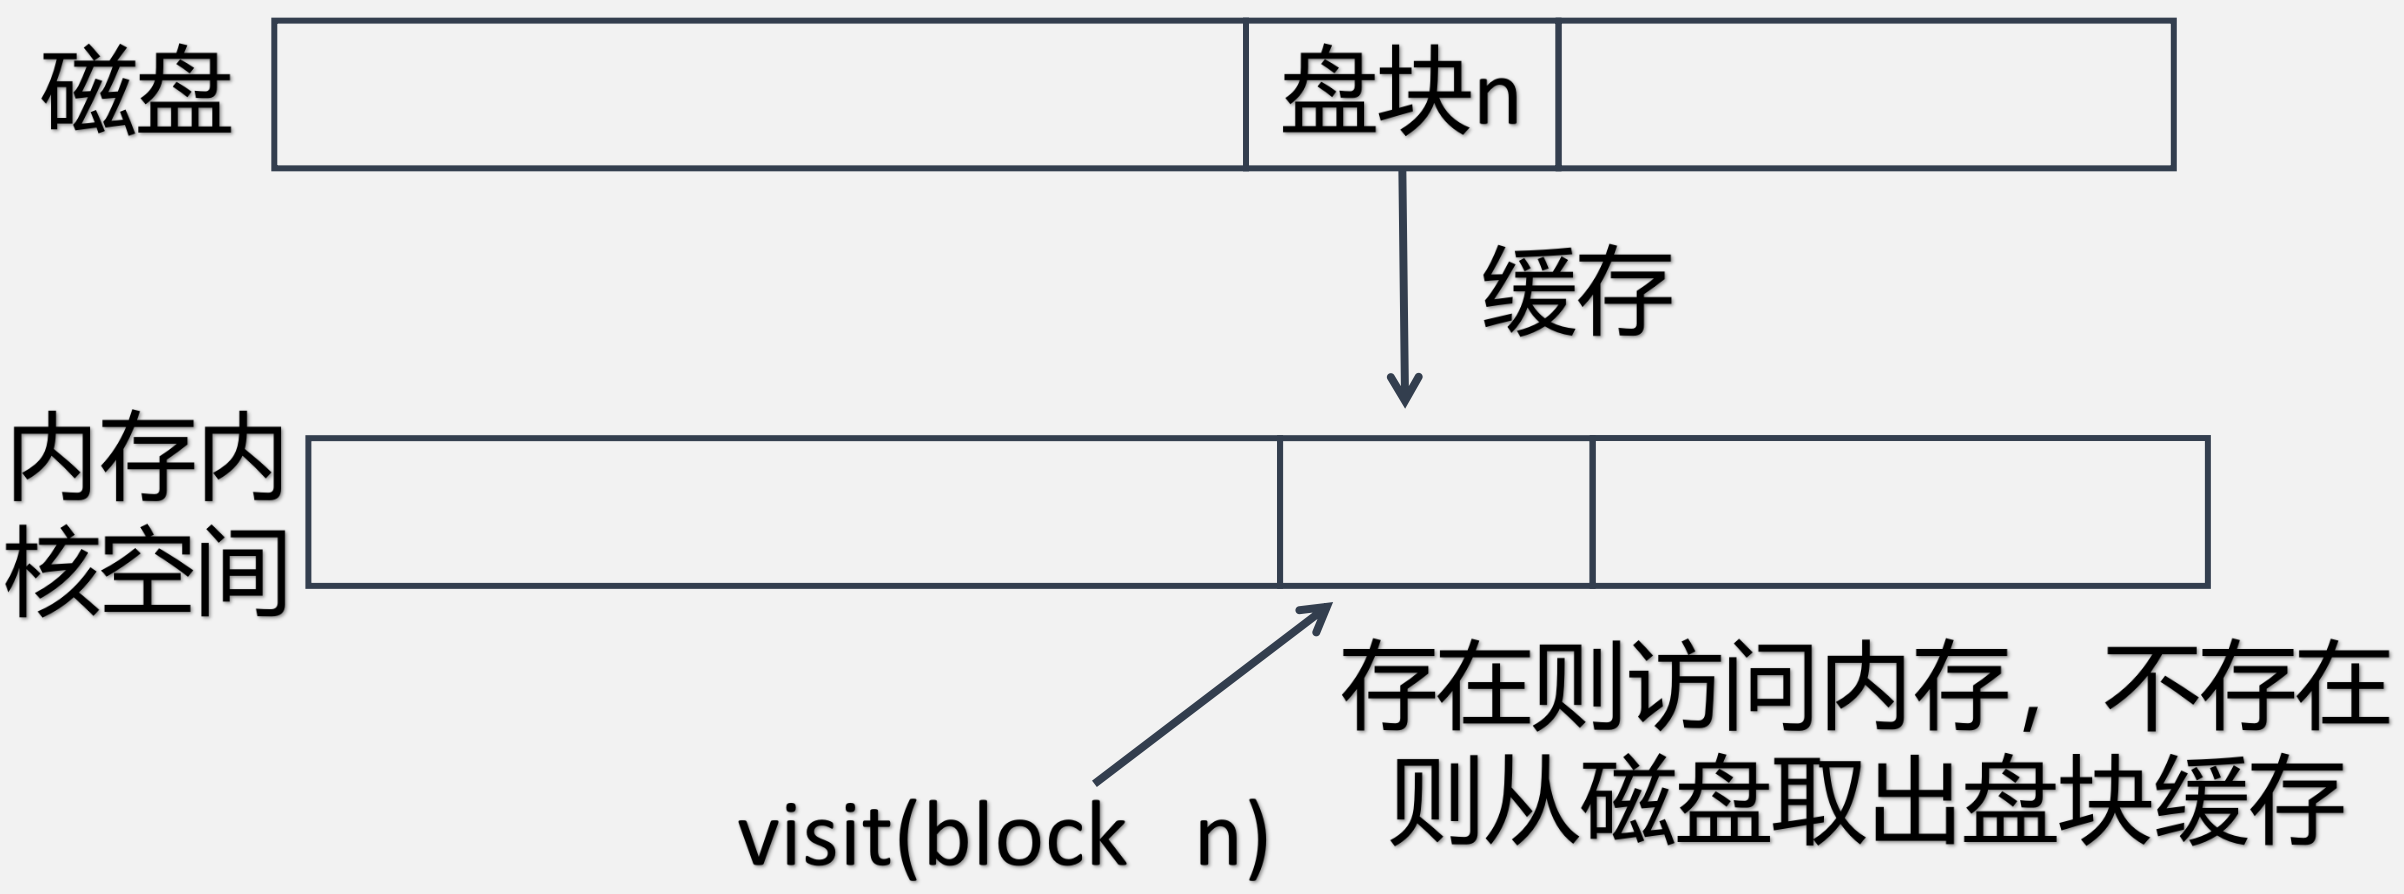 磁盘
盘块n
缓存
内存内
核空间
存在则访问内存，不存在
则从磁盘取出盘块缓存
visit(block n)